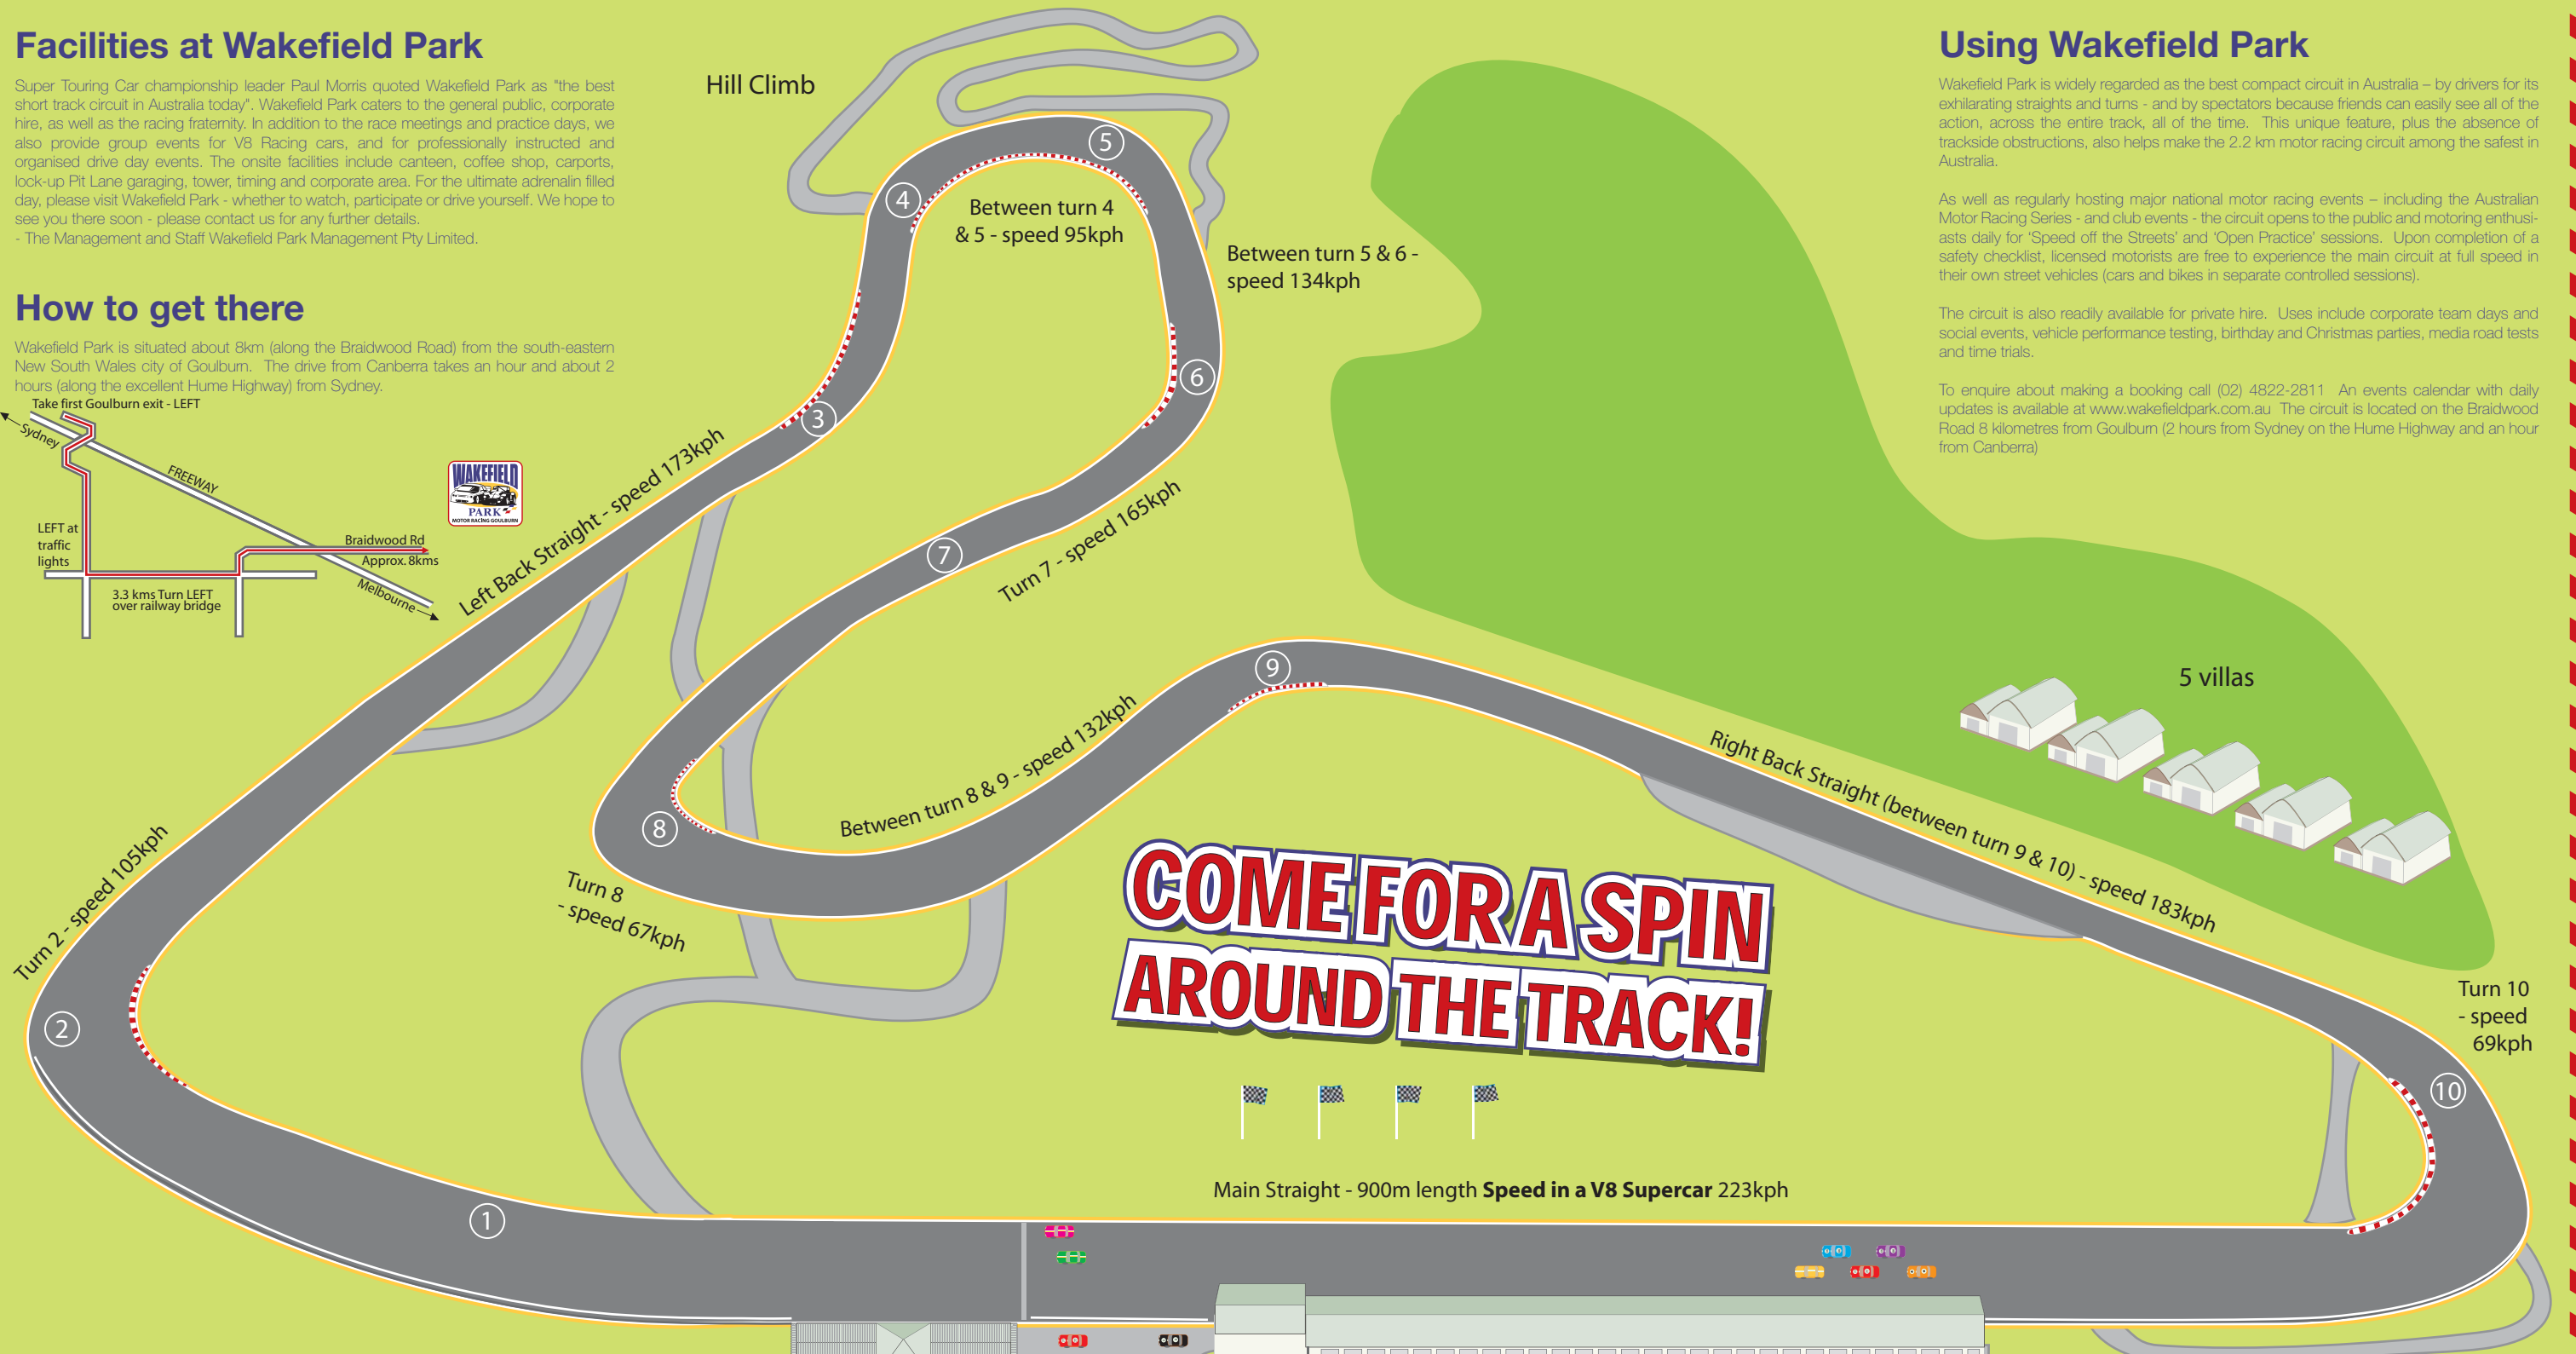 Facilities at Wakefield Park
Super Touring Car championship leader Paul Morris quoted Wakefield Park as "the best
short track circuit in Australia today". Wakefield Park caters to the general public, corporate
hire, as well as the racing fraternity. In addition to the race meetings and practice days, we
also provide group events for V8 Racing cars, and for professionally instructed and
organised drive day events. The onsite facilities include canteen, coffee shop, carports,
lock-up Pit Lane garaging, tower, timing and corporate area. For the ultimate adrenalin filled
day, please visit Wakefield Park - whether to watch, participate or drive yourself. We hope to
see you there soon - please contact us for any further details.
- The Management and Staff Wakefield Park Management Pty Limited.
How to get there
Wakefield Park is situated about 8km (along the Braidwood Road) from the south-eastern
New South Wales city of Goulburn. The drive from Canberra takes an hour and about 2
hours (along the excellent Hume Highway) from Sydney.
Take first Goulburn exit - LEFT
Sydney
FREEWAY
LEFT at
traffic
lights
Braidwood Rd
Approx. 8kms
Melbourne
3.3 kms Turn LEFT
over railway bridge
WAKEFIELD
PARK
MOTOR RACING GOULBURN
Hill Climb
5
4
Between turn 4
& 5 - speed 95kph
Between turn 5 & 6 -
speed 134kph
6
3
Left Back Straight - speed 173kph
7
Turn 7 - speed 165kph
9
Between turn 8 & 9 - speed 132kph
8
Turn 8
- speed 67kph
Turn 2 - speed 105kph
2
1
Using Wakefield Park
Wakefield Park is widely regarded as the best compact circuit in Australia – by drivers for its
exhilarating straights and turns - and by spectators because friends can easily see all of the
action, across the entire track, all of the time. This unique feature, plus the absence of
trackside obstructions, also helps make the 2.2 km motor racing circuit among the safest in
Australia.
As well as regularly hosting major national motor racing events – including the Australian
Motor Racing Series - and club events - the circuit opens to the public and motoring enthusi-
asts daily for ‘Speed off the Streets’ and ‘Open Practice’ sessions. Upon completion of a
safety checklist, licensed motorists are free to experience the main circuit at full speed in
their own street vehicles (cars and bikes in separate controlled sessions).
The circuit is also readily available for private hire. Uses include corporate team days and
social events, vehicle performance testing, birthday and Christmas parties, media road tests
and time trials.
To enquire about making a booking call (02) 4822-2811 An events calendar with daily
updates is available at www.wakefieldpark.com.au The circuit is located on the Braidwood
Road 8 kilometres from Goulburn (2 hours from Sydney on the Hume Highway and an hour
from Canberra)
5 villas
Right Back Straight (between turn 9 & 10) - speed 183kph
Turn 10
- speed
69kph
10
COME FOR A SPIN
AROUND THE TRACK!
Main Straight - 900m length Speed in a V8 Supercar 223kph